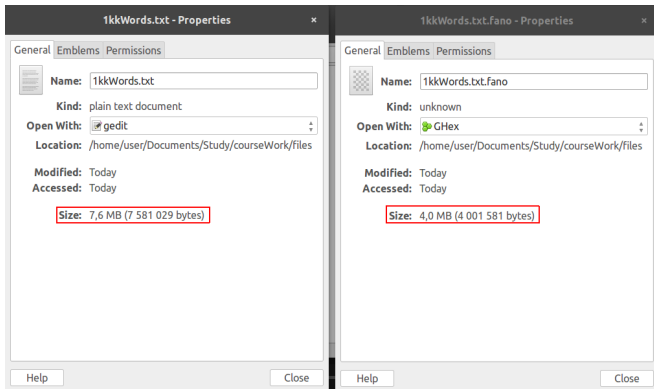 1kkWords.txt - Properties ×
General Emblems Permissions
Name: 1kkWords.txt
Kind: plain text document
Open With: gedit
Location: /home/user/Documents/Study/courseWork/files
Modified: Today
Accessed: Today
Size: 7,6 MB (7 581 029 bytes)
Help Close
1kkWords.txt.fano - Properties ×
General Emblems Permissions
Name: 1kkWords.txt.fano
Kind: unknown
Open With: GHex
Location: /home/user/Documents/Study/courseWork/files
Modified: Today
Accessed: Today
Size: 4,0 MB (4 001 581 bytes)
Help Close